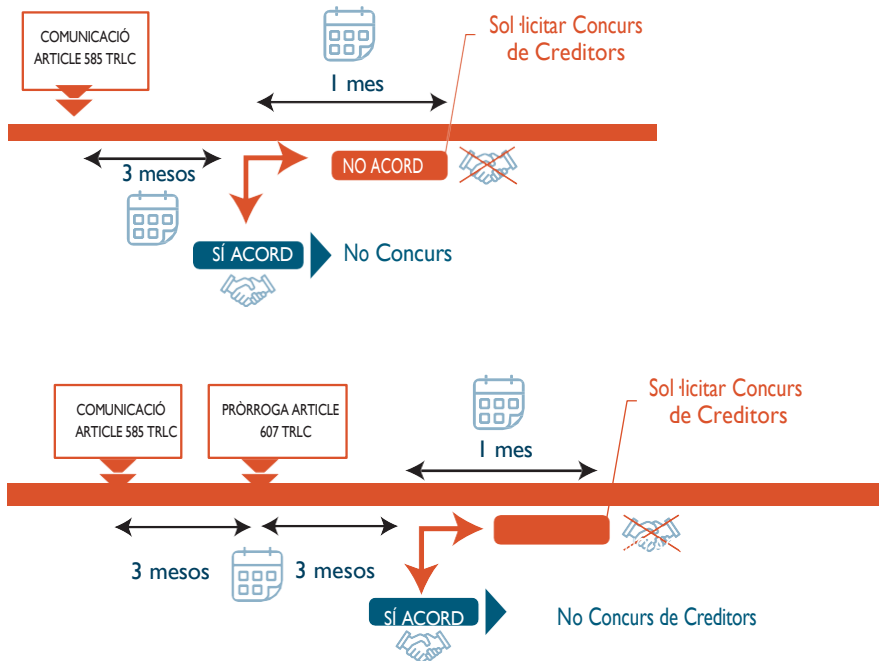 COMUNICACIÓ
ARTICLE 585 TRLC
Sol·licitar Concurs
de Creditors
1 mes
3 mesos
NO ACORD
SÍ ACORD
No Concurs
COMUNICACIÓ
ARTICLE 585 TRLC
PRÒRROGA ARTICLE
607 TRLC
Sol·licitar Concurs
de Creditors
1 mes
3 mesos
3 mesos
SÍ ACORD
No Concurs de Creditors